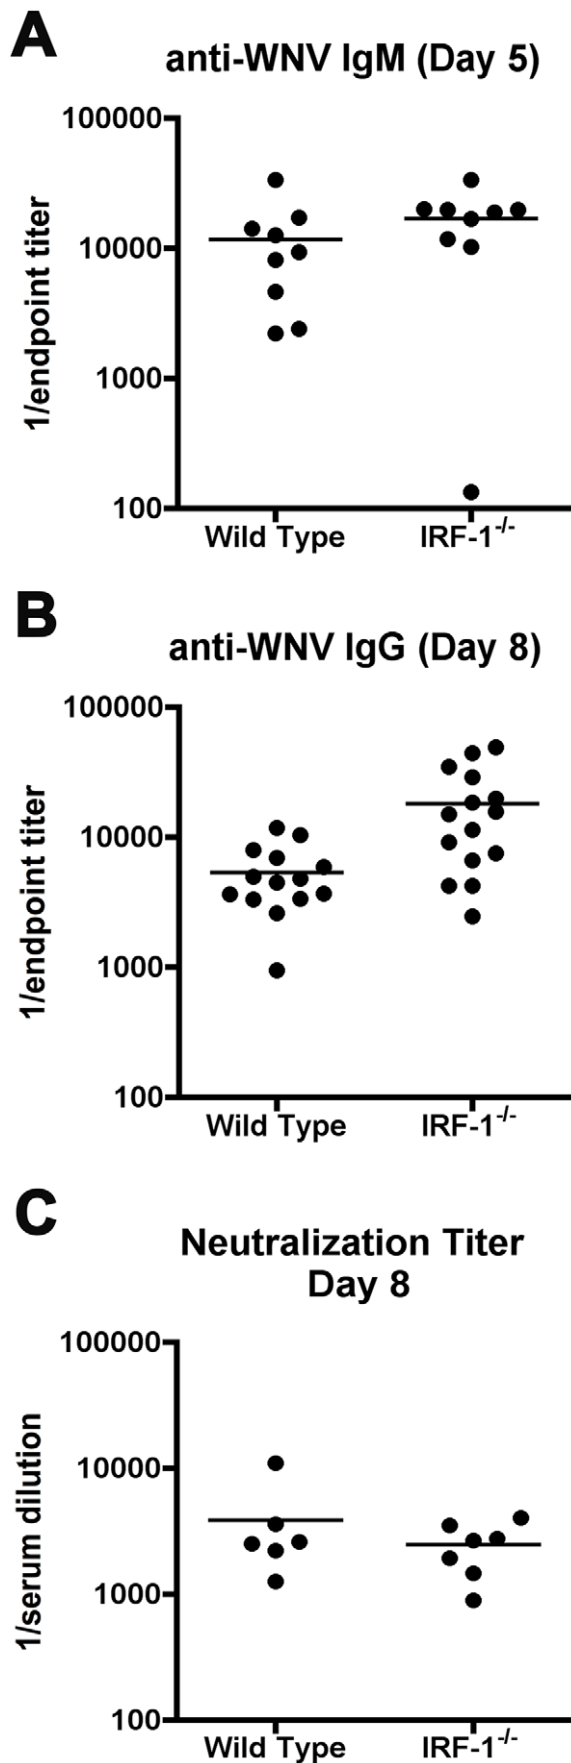 A
anti-WNV IgM (Day 5)
100000
10000
1000
100
1/endpoint titer
Wild Type
IRF-1-/-
B
anti-WNV IgG (Day 8)
100000
10000
1000
100
1/endpoint titer
Wild Type
IRF-1-/-
C
Neutralization Titer
Day 8
100000
10000
1000
100
1/serum dilution
Wild Type
IRF-1-/-